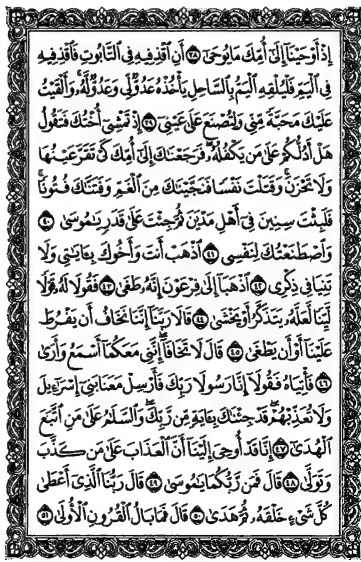 إِذْ أَوْحَيْنَا إِلَىٰ أُمِّكَ مَا يُوحَىٰ ٣٨ أَنِ اقْذِفِيهِ فِي التَّابُوتِ فَاقْذِفِيهِ
فِي الْيَمِّ فَلْيُلْقِهِ الْيَمُّ بِالسَّاحِلِ يَأْخُذْهُ عَدُوٌّ لِّي وَعَدُوٌّ لَّهُ ۚ وَأَلْقَيْتُ
عَلَيْكَ مَحَبَّةً مِّنِّي وَلِتُصْنَعَ عَلَىٰ عَيْنِي ٣٩ إِذْ تَمْشِي أُخْتُكَ فَتَقُولُ
هَلْ أَدُلُّكُمْ عَلَىٰ مَن يَكْفُلُهُ ۖ فَرَجَعْنَاكَ إِلَىٰ أُمِّكَ كَيْ تَقَرَّ عَيْنُهَا
وَلَا تَحْزَنَ ۚ وَقَتَلْتَ نَفْسًا فَنَجَّيْنَاكَ مِنَ الْغَمِّ وَفَتَنَّاكَ فُتُونًا ۚ
فَلَبِثْتَ سِنِينَ فِي أَهْلِ مَدْيَنَ ثُمَّ جِئْتَ عَلَىٰ قَدَرٍ يَا مُوسَىٰ ٤٠
وَاصْطَنَعْتُكَ لِنَفْسِي ٤١ اذْهَبْ أَنتَ وَأَخُوكَ بِآيَاتِي وَلَا
تَنِيَا فِي ذِكْرِي ٤٢ اذْهَبَا إِلَىٰ فِرْعَوْنَ إِنَّهُ طَغَىٰ ٤٣ فَقُولَا لَهُ قَوْلًا
لَّيِّنًا لَّعَلَّهُ يَتَذَكَّرُ أَوْ يَخْشَىٰ ٤٤ قَالَا رَبَّنَا إِنَّنَا نَخَافُ أَن يَفْرُطَ
عَلَيْنَا أَوْ أَن يَطْغَىٰ ٤٥ قَالَ لَا تَخَافَا ۖ إِنَّنِي مَعَكُمَا أَسْمَعُ وَأَرَىٰ
٤٦ فَأْتِيَاهُ فَقُولَا إِنَّا رَسُولَا رَبِّكَ فَأَرْسِلْ مَعَنَا بَنِي إِسْرَائِيلَ
وَلَا تُعَذِّبْهُمْ ۖ قَدْ جِئْنَاكَ بِآيَةٍ مِّن رَّبِّكَ ۖ وَالسَّلَامُ عَلَىٰ مَنِ اتَّبَعَ
الْهُدَىٰ ٤٧ إِنَّا قَدْ أُوحِيَ إِلَيْنَا أَنَّ الْعَذَابَ عَلَىٰ مَن كَذَّبَ
وَتَوَلَّىٰ ٤٨ قَالَ فَمَن رَّبُّكُمَا يَا مُوسَىٰ ٤٩ قَالَ رَبُّنَا الَّذِي أَعْطَىٰ
كُلَّ شَيْءٍ خَلْقَهُ ثُمَّ هَدَىٰ ٥٠ قَالَ فَمَا بَالُ الْقُرُونِ الْأُولَىٰ ٥١